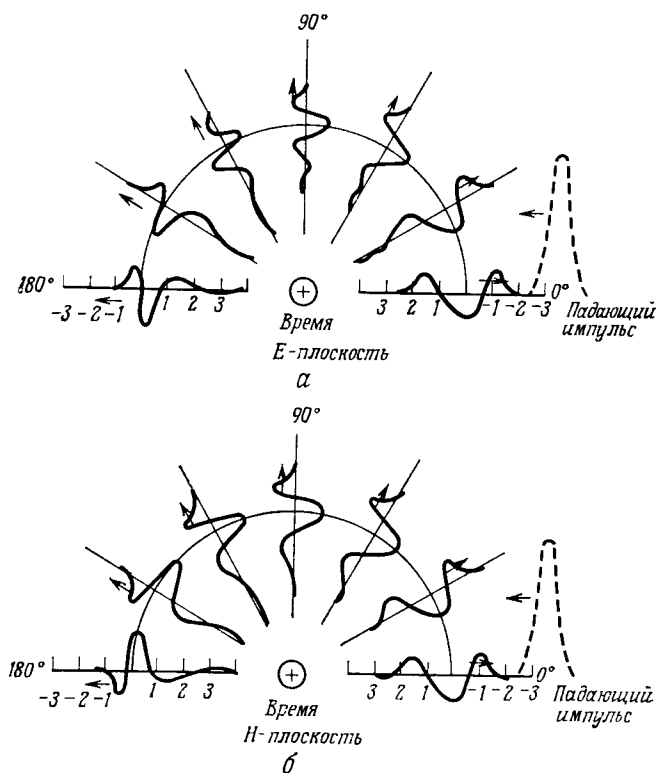 90°
180°
-3 -2 -1 1 2 3
3 2 1 -1 -2 -3
0°
Время
E-плоскость
а
Падающий
импульс
90°
180°
-3 -2 -1 1 2 3
3 2 1 -1 -2 -3
0°
Время
H-плоскость
б
Падающий
импульс